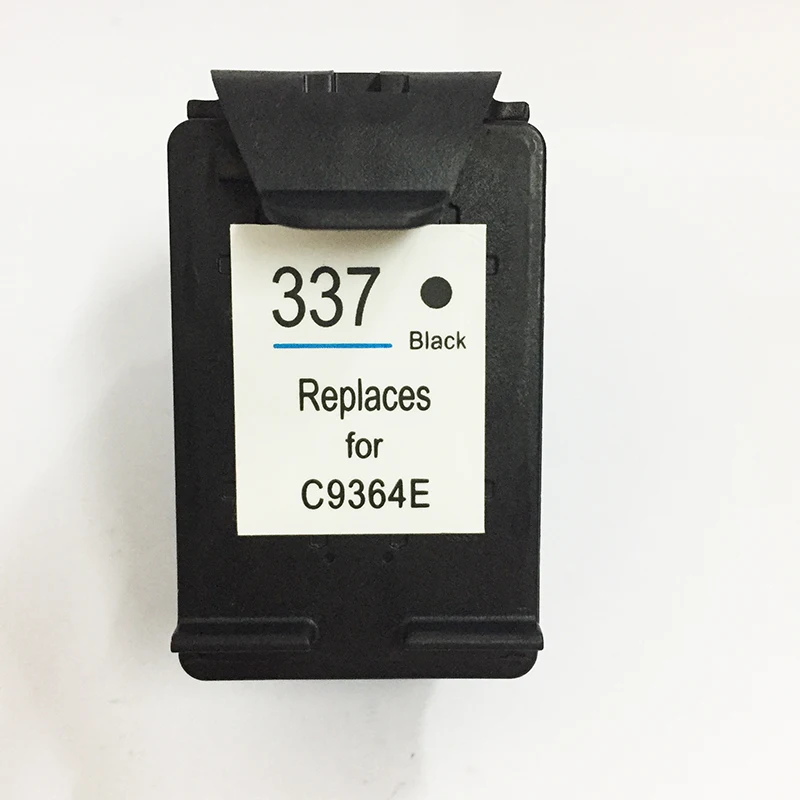 337
Black
Replaces
for
C9364E